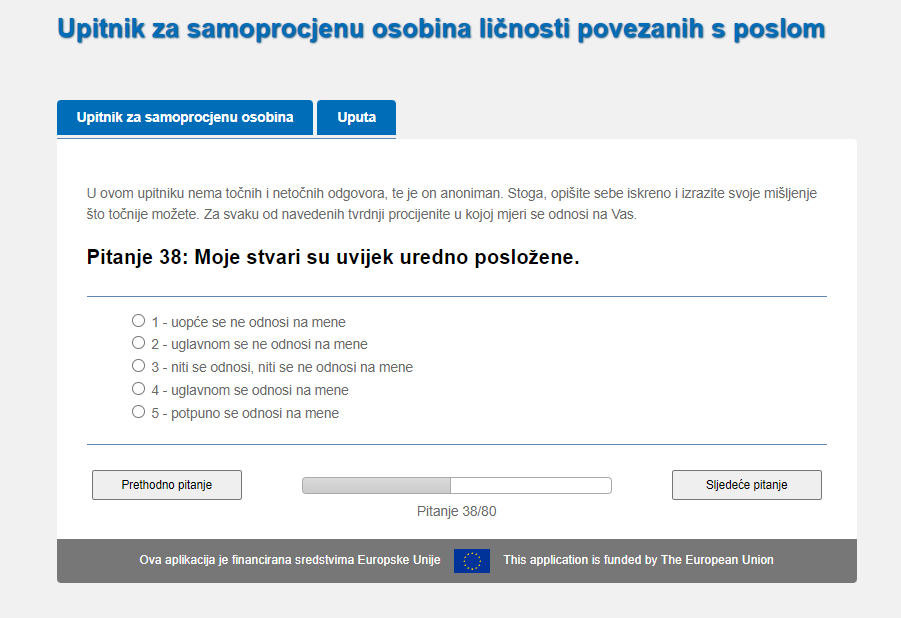 Upitnik za samoprocjenu osobina ličnosti povezanih s poslom
Upitnik za samoprocjenu osobina
Uputa
U ovom upitniku nema točnih i netočnih odgovora, te je on anoniman. Stoga, opišite sebe iskreno i izrazite svoje mišljenje
što točnije možete. Za svaku od navedenih tvrdnji procijenite u kojoj mjeri se odnosi na Vas.
Pitanje 38: Moje stvari su uvijek uredno posložene.
1 - uopće se ne odnosi na mene
2 - uglavnom se ne odnosi na mene
3 - niti se odnosi, niti se ne odnosi na mene
4 - uglavnom se odnosi na mene
5 - potpuno se odnosi na mene
Prethodno pitanje
Sljedeće pitanje
Pitanje 38/80
Ova aplikacija je financirana sredstvima Europske Unije
This application is funded by The European Union